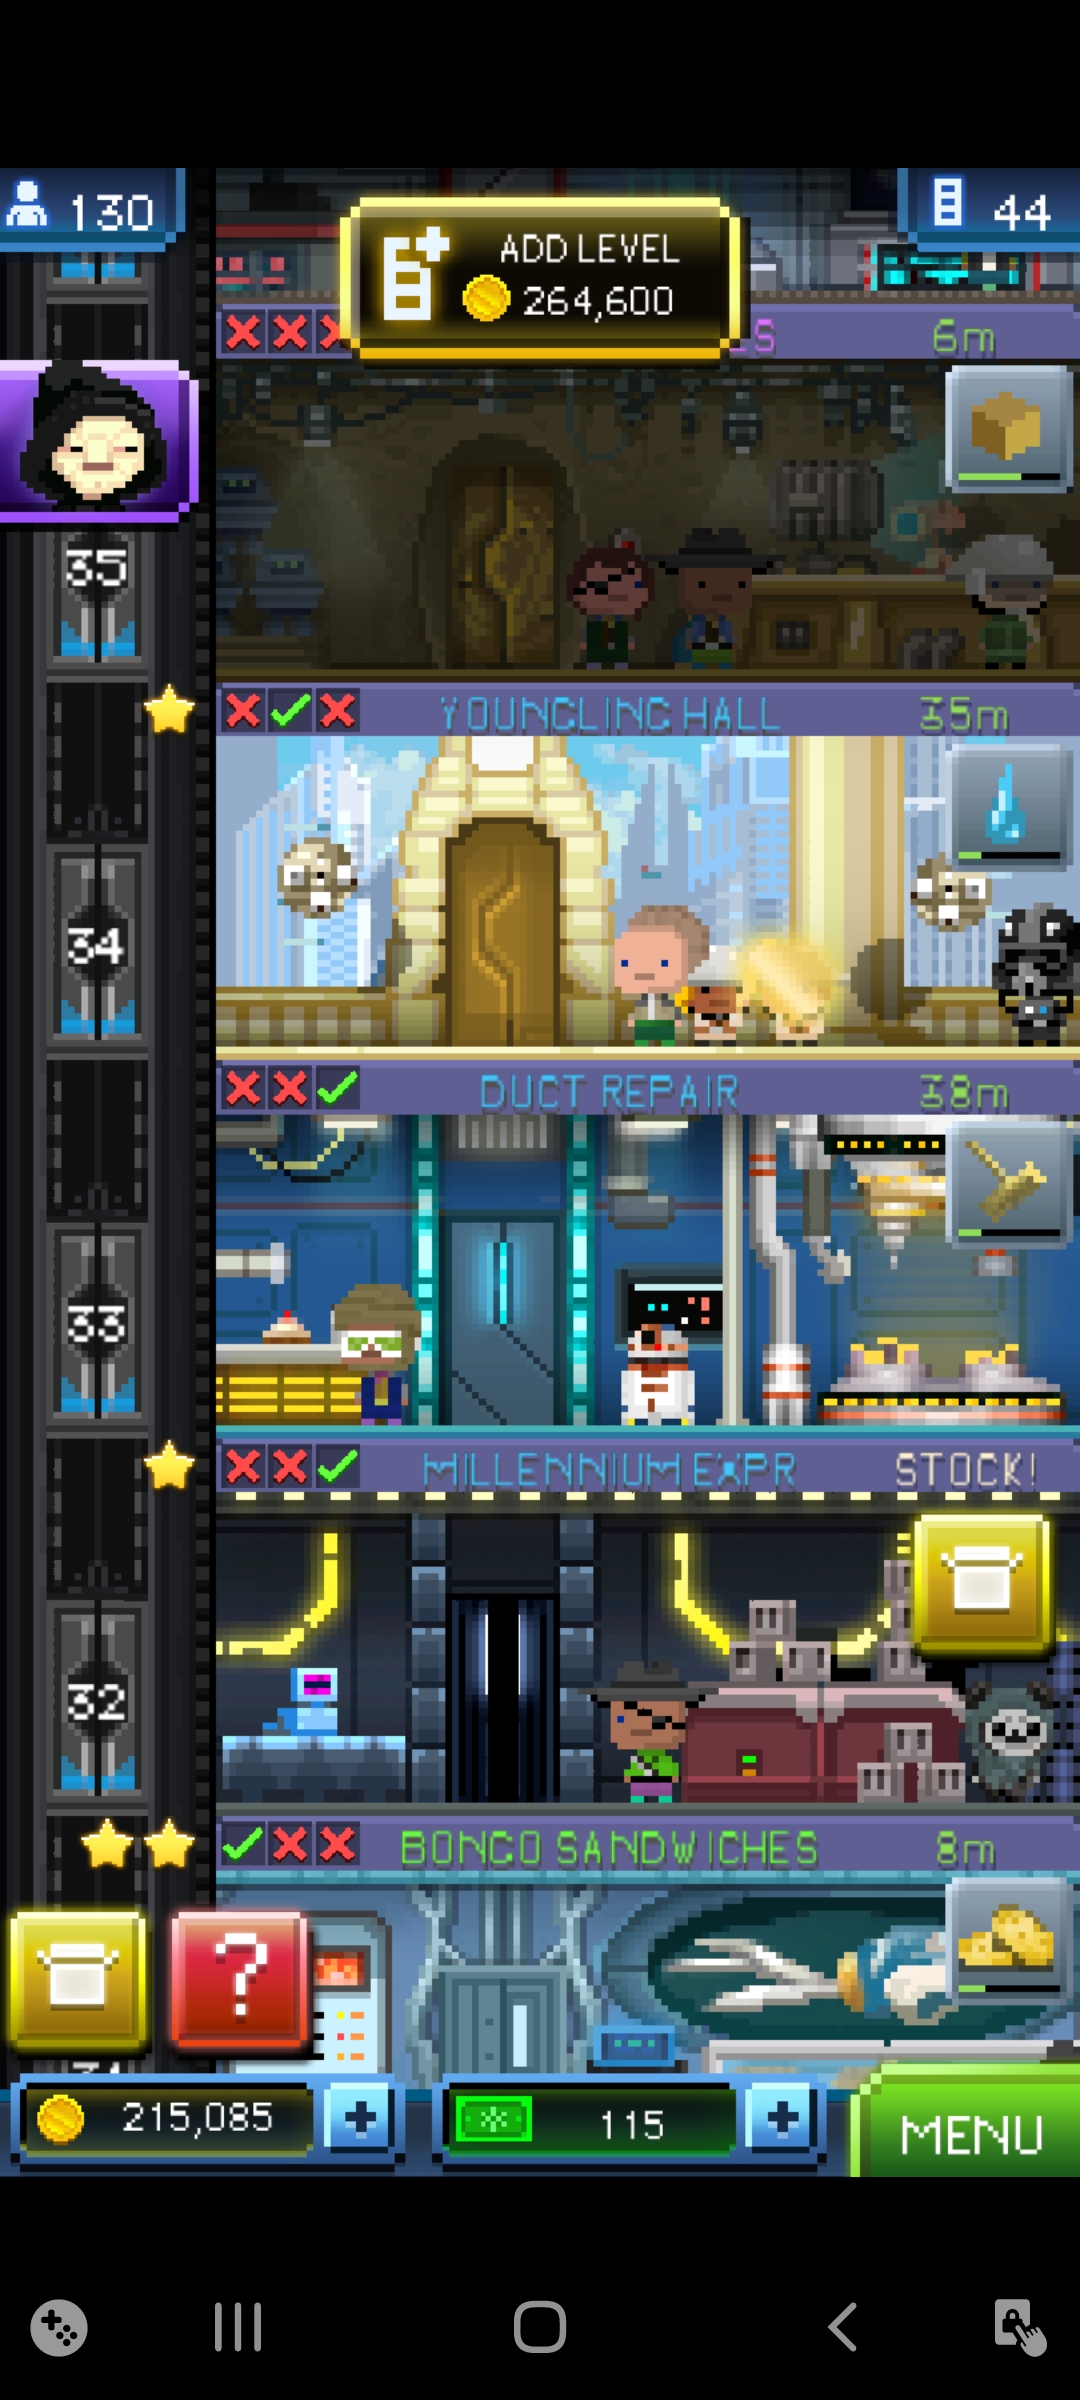 130
44
ADD LEVEL
264,600
6m
35
YOUNGLING HALL
35m
34
DUCT REPAIR
38m
33
MILLENNIUM EXPR
STOCK!
32
BONGO SANDWICHES
8m
?
215,085
115
MENU